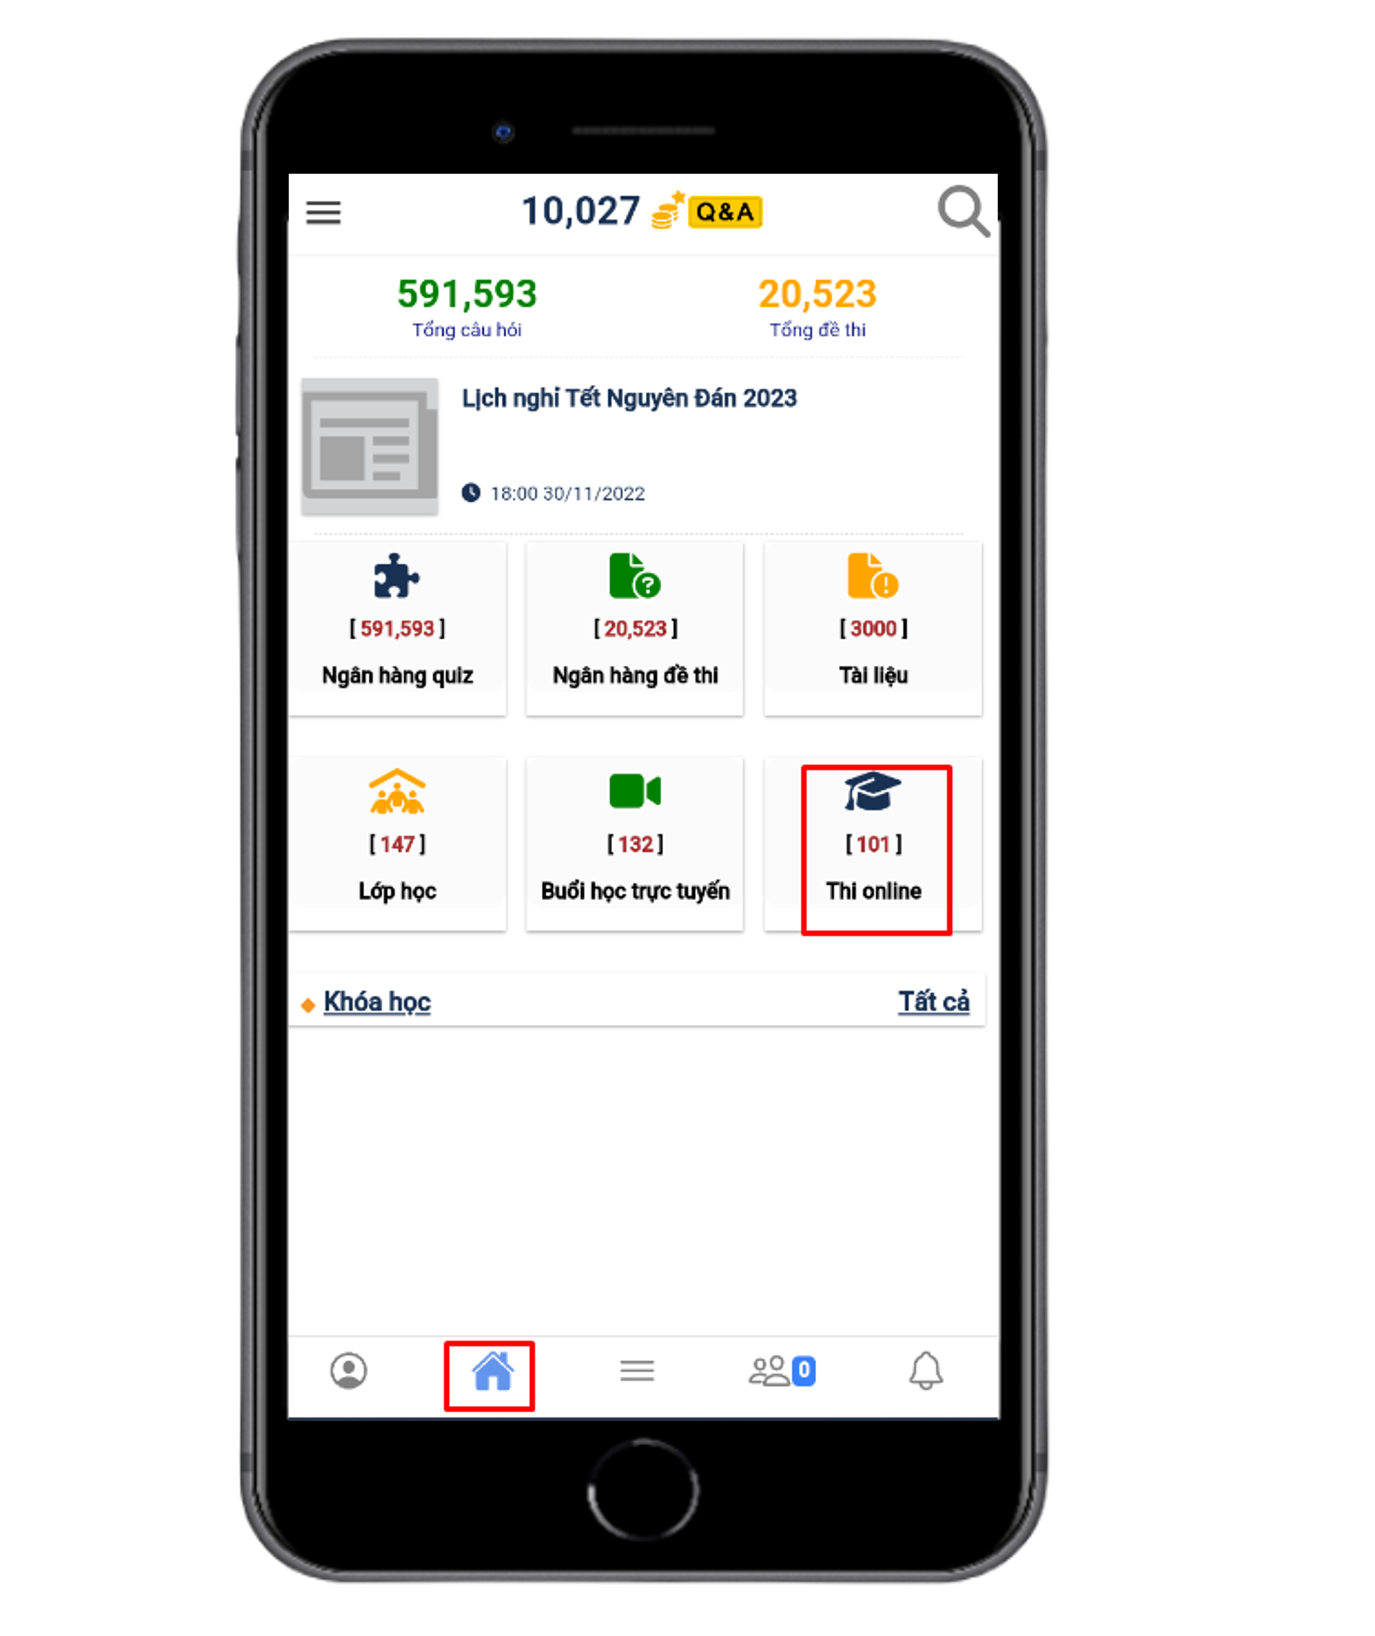 10,027 Q&A
591,593 20,523
Tổng câu hỏi Tổng đề thi
Lịch nghỉ Tết Nguyên Đán 2023
18:00 30/11/2022
[ 591,593 ] [ 20,523 ] [ 3000 ]
Ngân hàng quiz Ngân hàng đề thi Tài liệu
[ 147 ] [ 132 ] [ 101 ]
Lớp học Buổi học trực tuyến Thi online
Khóa học Tất cả
0